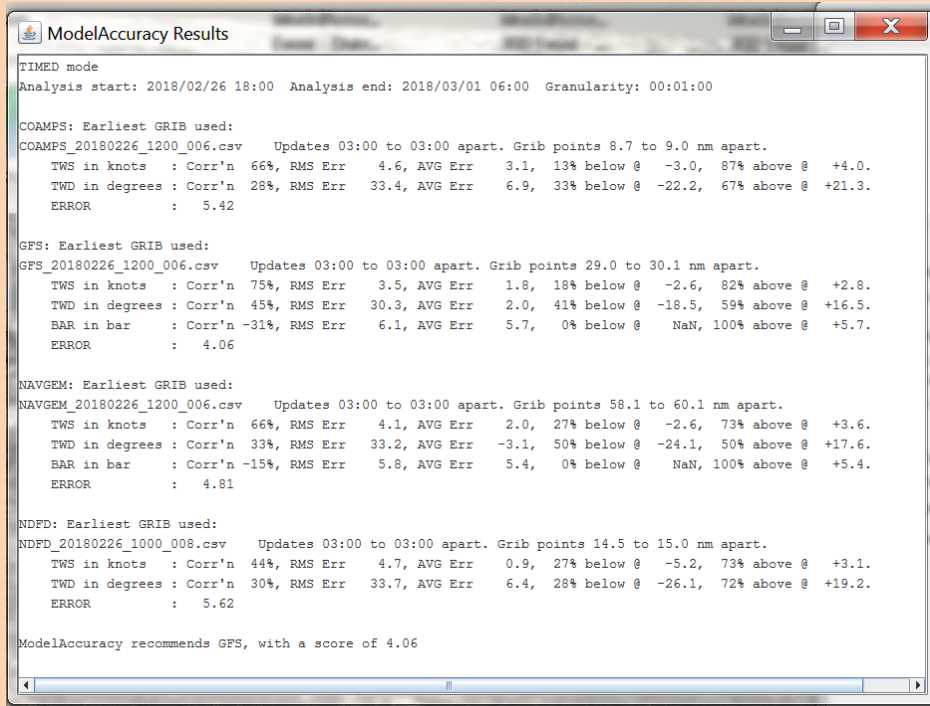 ModelAccuracy Results
TIMED mode
Analysis start: 2018/02/26 18:00  Analysis end: 2018/03/01 06:00  Granularity: 00:01:00
COAMPS: Earliest GRIB used:
COAMPS_20180226_1200_006.csv    Updates 03:00 to 03:00 apart. Grib points 8.7 to 9.0 nm apart.
TWS in knots   : Corr'n  66%, RMS Err    4.6, AVG Err    3.1,  13% below @   -3.0,  87% above @   +4.0.
TWD in degrees : Corr'n  28%, RMS Err   33.4, AVG Err    6.9,  33% below @  -22.2,  67% above @  +21.3.
ERROR          :   5.42
GFS: Earliest GRIB used:
GFS_20180226_1200_006.csv    Updates 03:00 to 03:00 apart. Grib points 29.0 to 30.1 nm apart.
TWS in knots   : Corr'n  75%, RMS Err    3.5, AVG Err    1.8,  18% below @   -2.6,  82% above @   +2.8.
TWD in degrees : Corr'n  45%, RMS Err   30.3, AVG Err    2.0,  41% below @  -18.5,  59% above @  +16.5.
BAR in bar     : Corr'n -31%, RMS Err    6.1, AVG Err    5.7,   0% below @    NaN, 100% above @   +5.7.
ERROR          :   4.06
NAVGEM: Earliest GRIB used:
NAVGEM_20180226_1200_006.csv    Updates 03:00 to 03:00 apart. Grib points 58.1 to 60.1 nm apart.
TWS in knots   : Corr'n  66%, RMS Err    4.1, AVG Err    2.0,  27% below @   -2.6,  73% above @   +3.6.
TWD in degrees : Corr'n  33%, RMS Err   33.2, AVG Err   -3.1,  50% below @  -24.1,  50% above @  +17.6.
BAR in bar     : Corr'n -15%, RMS Err    5.8, AVG Err    5.4,   0% below @    NaN, 100% above @   +5.4.
ERROR          :   4.81
NDFD: Earliest GRIB used:
NDFD_20180226_1000_008.csv    Updates 03:00 to 03:00 apart. Grib points 14.5 to 15.0 nm apart.
TWS in knots   : Corr'n  44%, RMS Err    4.7, AVG Err    0.9,  27% below @   -5.2,  73% above @   +3.1.
TWD in degrees : Corr'n  30%, RMS Err   33.7, AVG Err    6.4,  28% below @  -26.1,  72% above @  +19.2.
ERROR          :   5.62
ModelAccuracy recommends GFS, with a score of 4.06